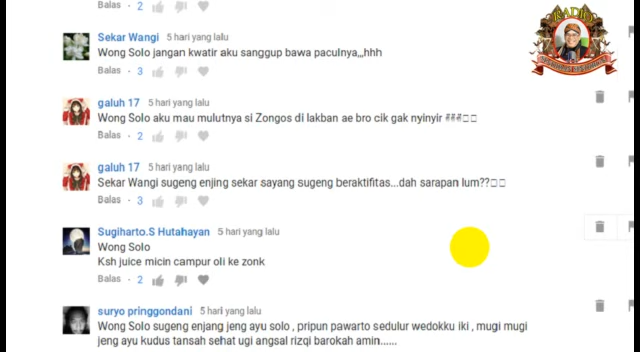 Balas · 2
RADIO
Sekar Wangi 5 hari yang lalu
Wong Solo jangan kwatir aku sanggup bawa paculnya,,,hhh
Balas · 3
galuh 17 5 hari yang lalu
Wong Solo aku mau mulutnya si Zongos di lakban ae bro cik gak nyinyir ✌✌✌□□
Balas · 2
galuh 17 5 hari yang lalu
Sekar Wangi sugeng enjing sekar sayang sugeng beraktifitas...dah sarapan lum??□□
Balas · 3
Sugiharto.S Hutahayan 5 hari yang lalu
Wong Solo
Ksh juice micin campur oli ke zonk
Balas · 2
suryo pringgondani 5 hari yang lalu
Wong Solo sugeng enjang jeng ayu solo , pripun pawarto sedulur wedokku iki , mugi mugi
jeng ayu kudus tansah sehat ugi angsal rizqi barokah amin......